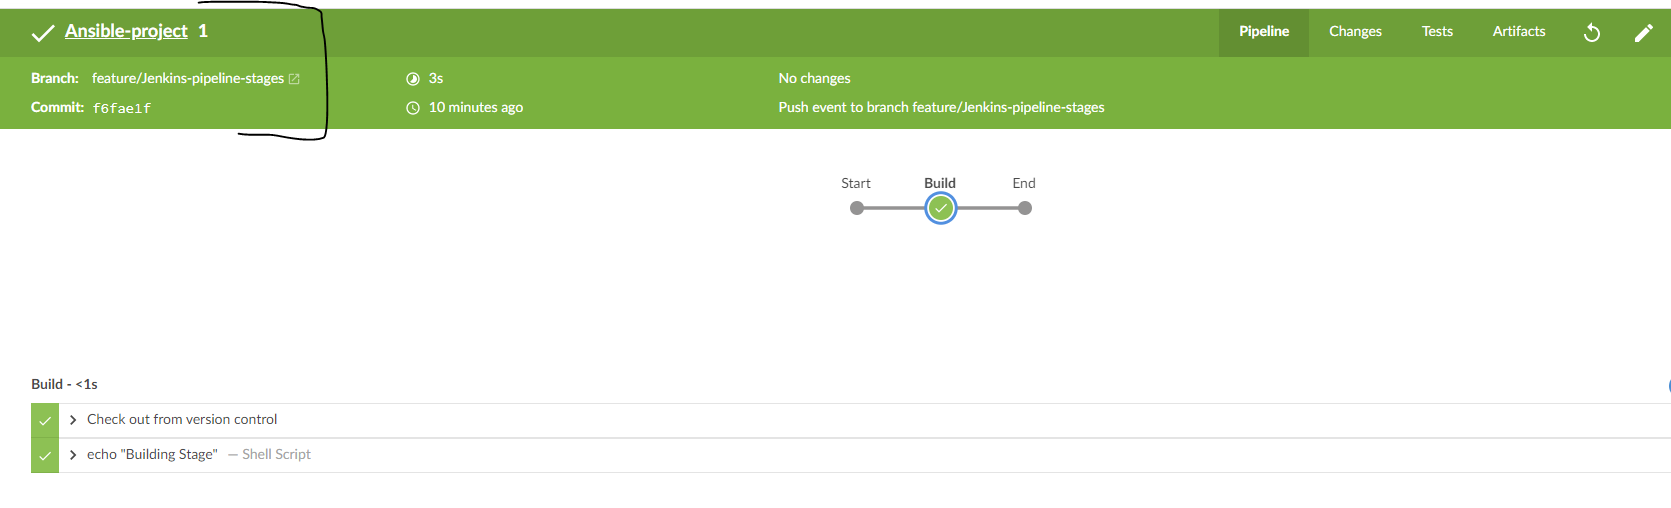 Ansible-project 1
Pipeline Changes Tests Artifacts
Branch: feature/Jenkins-pipeline-stages 3s No changes
Commit: f6fae1f 10 minutes ago Push event to branch feature/Jenkins-pipeline-stages
Start Build End
Build - <1s
Check out from version control
echo "Building Stage" — Shell Script